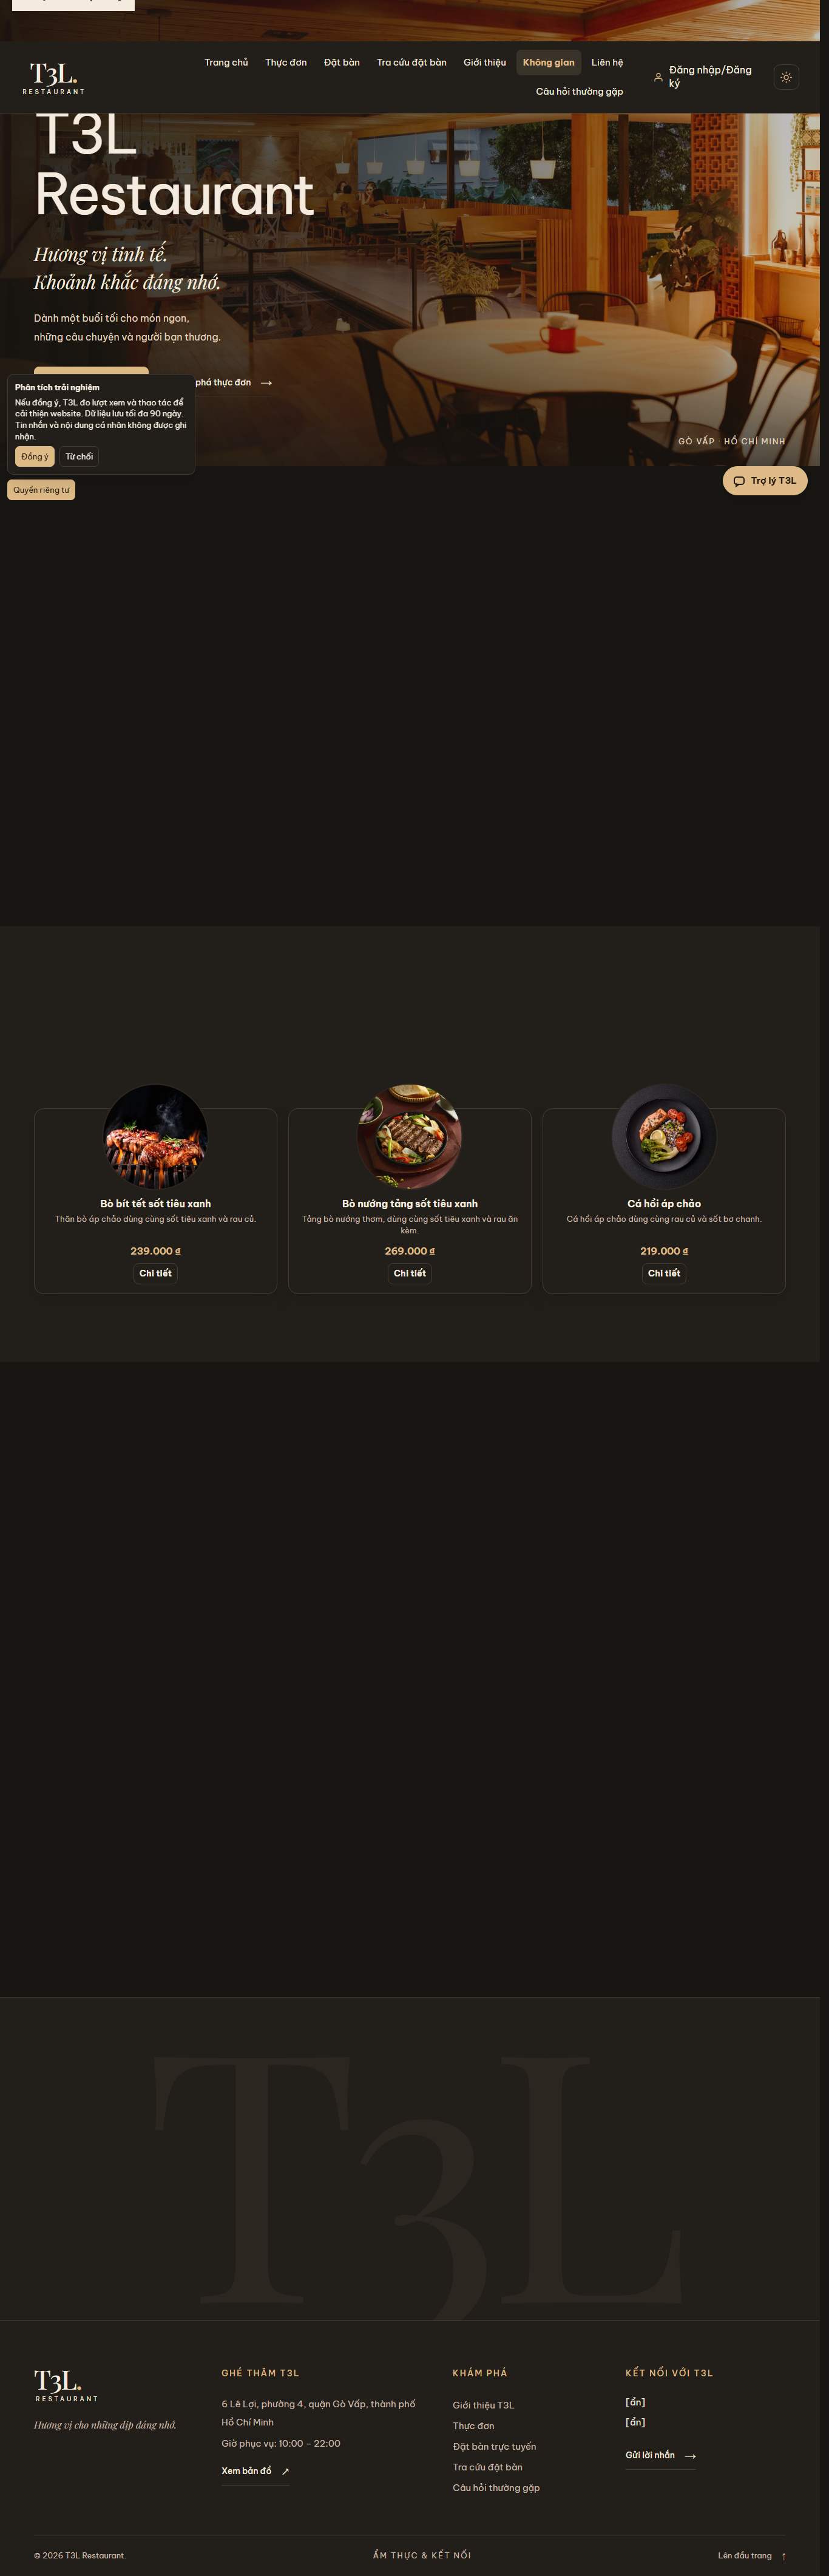 T3L.
RESTAURANT
Trang chủ
Thực đơn
Đặt bàn
Tra cứu đặt bàn
Giới thiệu
Không gian
Liên hệ
Câu hỏi thường gặp
Đăng nhập/Đăng
ký
T3L
Restaurant
Hương vị tinh tế.
Khoảnh khắc đáng nhớ.
Dành một buổi tối cho món ngon,
những câu chuyện và người bạn thương.
phá thực đơn →
GÒ VẤP · HỒ CHÍ MINH
Phân tích trải nghiệm
Nếu đồng ý, T3L đo lượt xem và thao tác để
cải thiện website. Dữ liệu lưu tối đa 90 ngày.
Tin nhắn và nội dung cá nhân không được ghi
nhận.
Đồng ý
Từ chối
Quyền riêng tư
Trợ lý T3L
Bò bít tết sốt tiêu xanh
Thăn bò áp chảo dùng cùng sốt tiêu xanh và rau củ.
239.000 ₫
Chi tiết
Bò nướng tảng sốt tiêu xanh
Tảng bò nướng thơm, dùng cùng sốt tiêu xanh và rau ăn
kèm.
269.000 ₫
Chi tiết
Cá hồi áp chảo
Cá hồi áp chảo dùng cùng rau củ và sốt bơ chanh.
219.000 ₫
Chi tiết
T3L
T3L.
RESTAURANT
Hương vị cho những dịp đáng nhớ.
GHÉ THĂM T3L
6 Lê Lợi, phường 4, quận Gò Vấp, thành phố
Hồ Chí Minh
Giờ phục vụ: 10:00 – 22:00
Xem bản đồ ↗
KHÁM PHÁ
Giới thiệu T3L
Thực đơn
Đặt bàn trực tuyến
Tra cứu đặt bàn
Câu hỏi thường gặp
KẾT NỐI VỚI T3L
[ẩn]
[ẩn]
Gửi lời nhắn →
© 2026 T3L Restaurant.
ẨM THỰC & KẾT NỐI
Lên đầu trang ↑